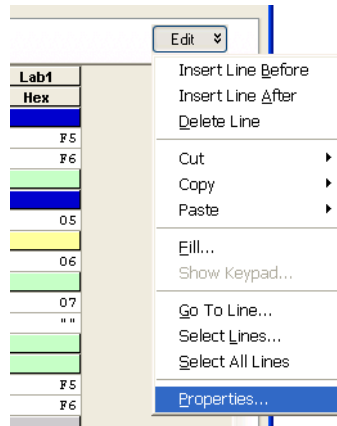 Edit
Lab1
Hex
F5
F6
05
06
07
" "
F5
F6
Insert Line Before
Insert Line After
Delete Line
Cut
Copy
Paste
Fill...
Show Keypad...
Go To Line...
Select Lines...
Select All Lines
Properties...